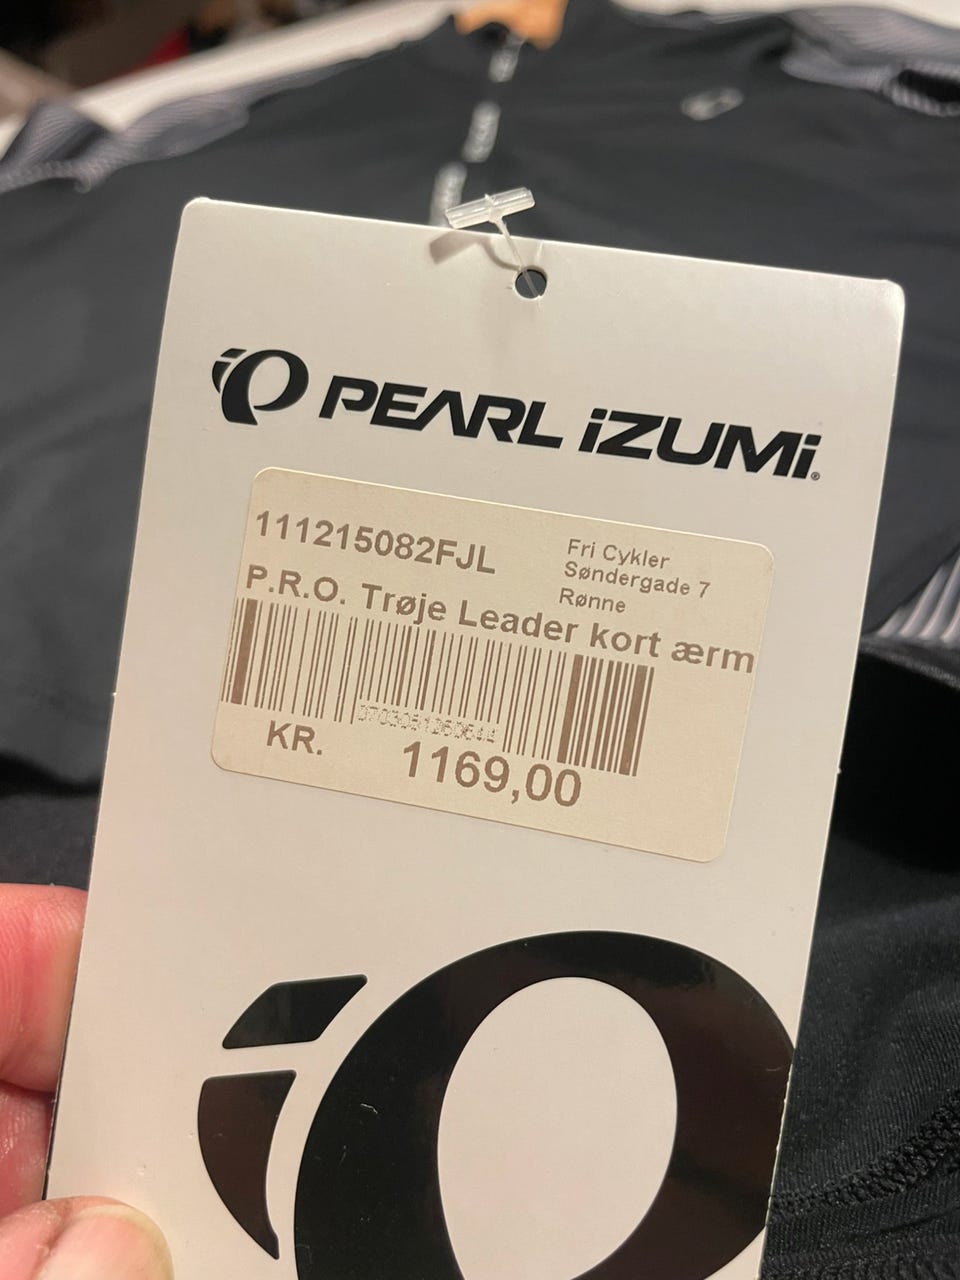 PEARL iZUMi®
111215082FJL
Fri Cykler
Søndergade 7
Rønne
P.R.O. Trøje Leader kort ærm
KR. 1169,00